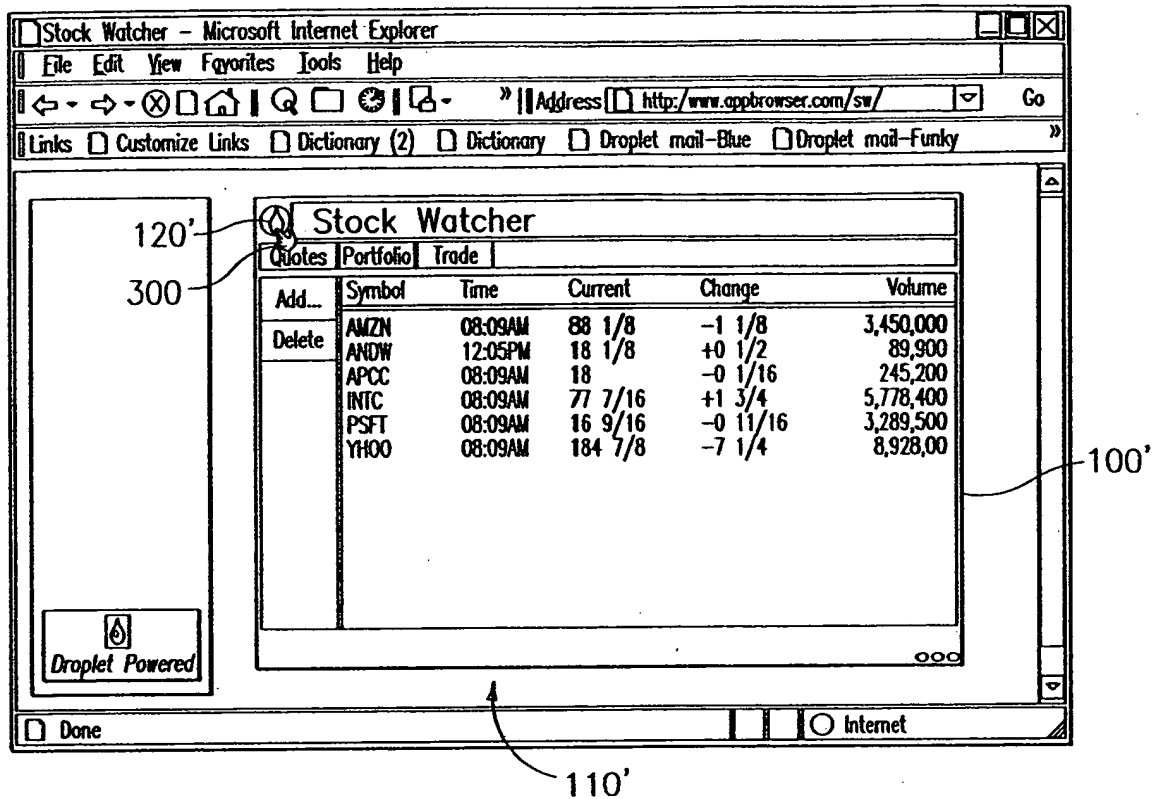 Stock Watcher – Microsoft Internet Explorer
File Edit View Favorites Tools Help
» Address http:/www.appbrowser.com/sw/ Go
Links Customize Links Dictionary (2) Dictionary Droplet mail–Blue Droplet mail–Funky »
120' Stock Watcher
Quotes Portfolio Trade
300
Add... Symbol Time Current Change Volume
Delete
AMZN 08:09AM 88 1/8 –1 1/8 3,450,000
ANDW 12:05PM 18 1/8 +0 1/2 89,900
APCC 08:09AM 18 –0 1/16 245,200
INTC 08:09AM 77 7/16 +1 3/4 5,778,400
PSFT 08:09AM 16 9/16 –0 11/16 3,289,500
YHOO 08:09AM 184 7/8 –7 1/4 8,928,00
100'
Droplet Powered
Done Internet
110'